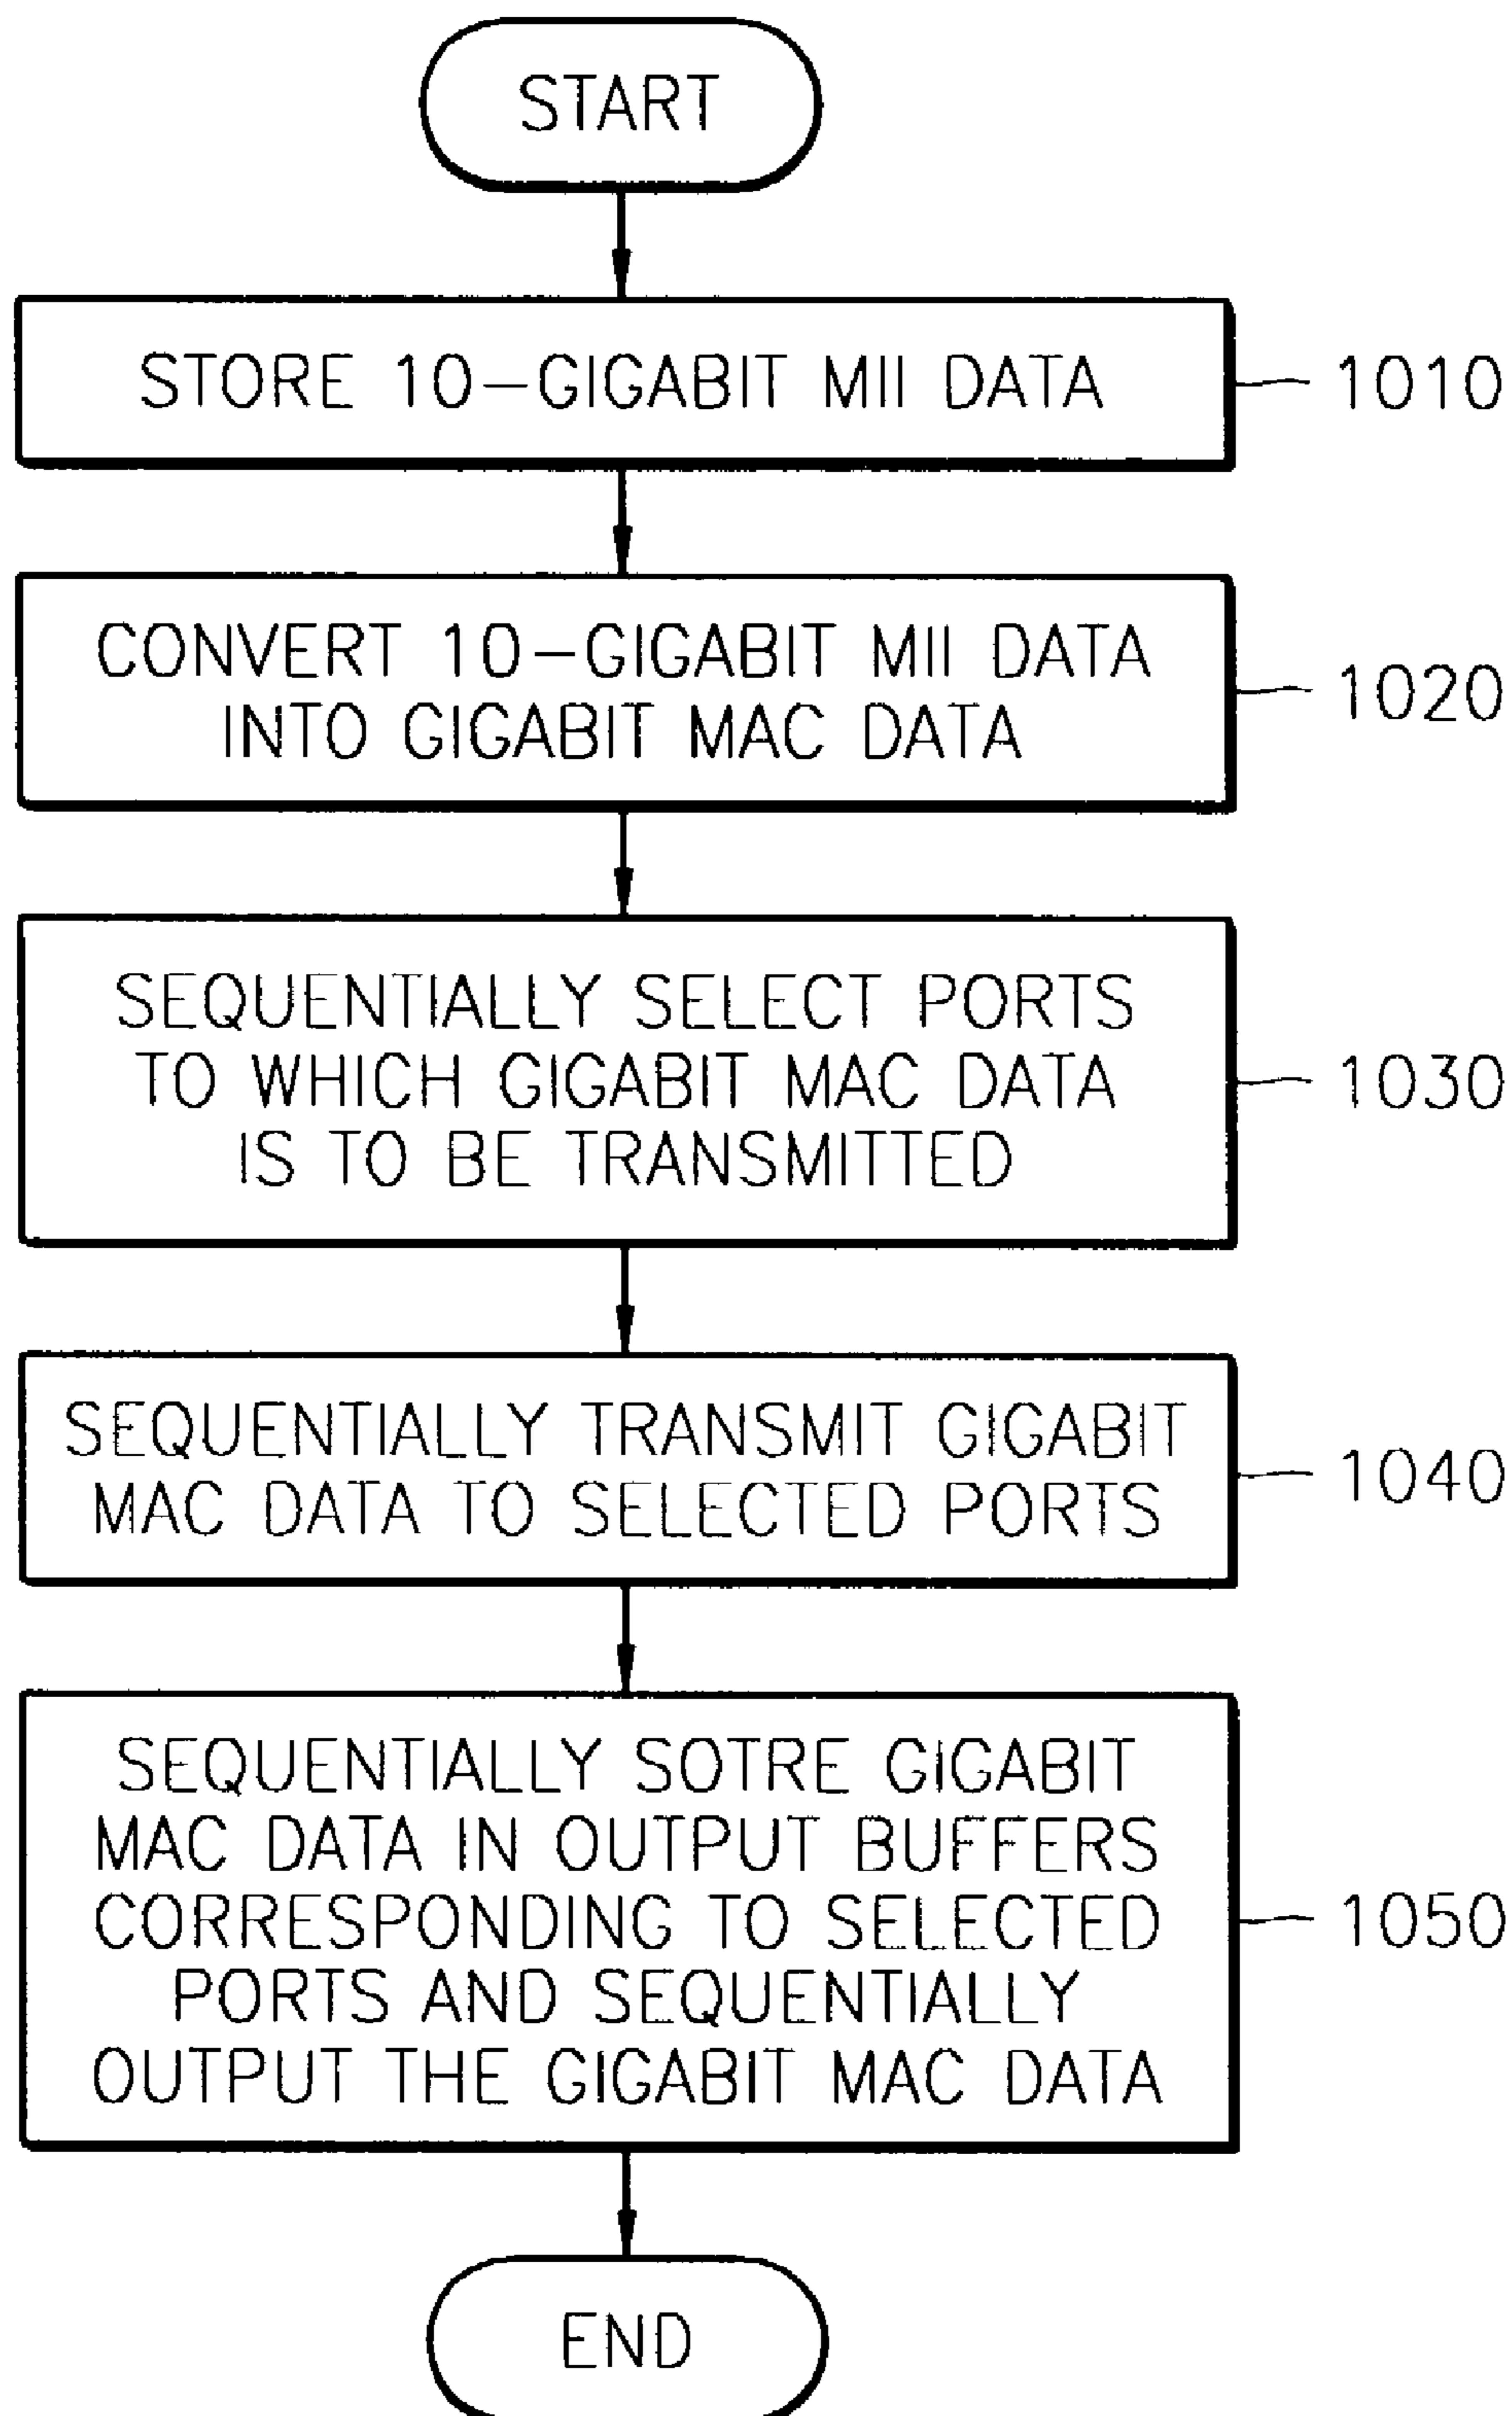 START
STORE 10-GIGABIT MII DATA
1010
CONVERT 10-GIGABIT MII DATA
INTO GIGABIT MAC DATA
1020
SEQUENTIALLY SELECT PORTS
TO WHICH GIGABIT MAC DATA
IS TO BE TRANSMITTED
1030
SEQUENTIALLY TRANSMIT GIGABIT
MAC DATA TO SELECTED PORTS
1040
SEQUENTIALLY SOTRE GIGABIT
MAC DATA IN OUTPUT BUFFERS
CORRESPONDING TO SELECTED
PORTS AND SEQUENTIALLY
OUTPUT THE GIGABIT MAC DATA
1050
END